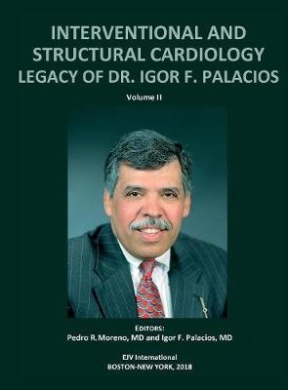 INTERVENTIONAL AND
STRUCTURAL CARDIOLOGY
LEGACY OF DR. IGOR F. PALACIOS
Volume II
EDITORS:
Pedro R.Moreno, MD and Igor F. Palacios, MD
EJV International
BOSTON-NEW YORK, 2018